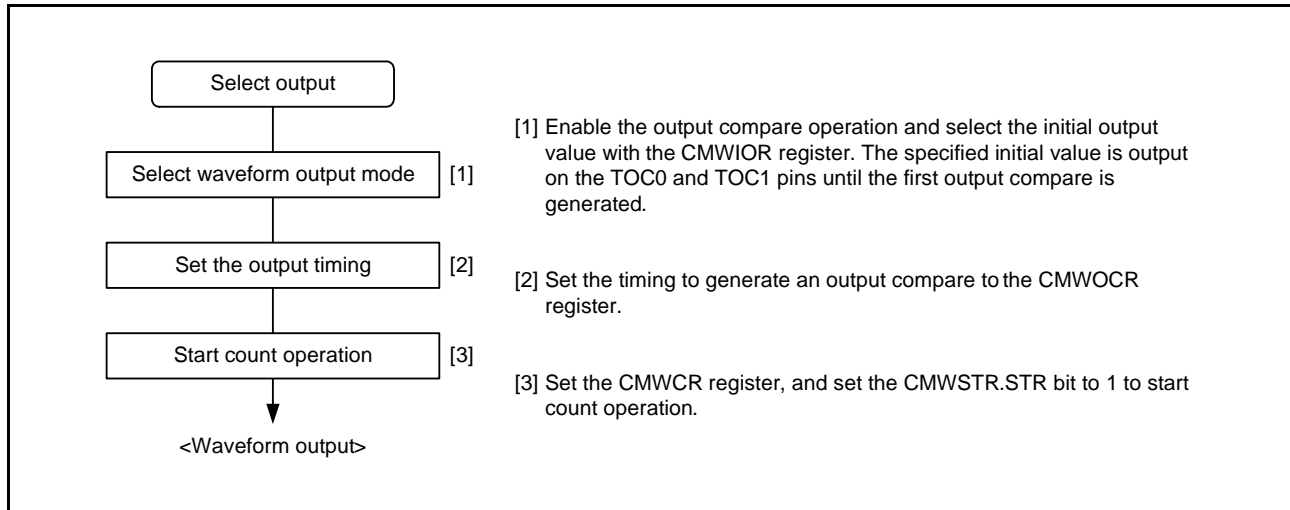 Select output
Select waveform output mode [1]
Set the output timing [2]
Start count operation [3]
<Waveform output>
[1] Enable the output compare operation and select the initial output
value with the CMWIOR register. The specified initial value is output
on the TOC0 and TOC1 pins until the first output compare is
generated.
[2] Set the timing to generate an output compare to the CMWOCR
register.
[3] Set the CMWCR register, and set the CMWSTR.STR bit to 1 to start
count operation.